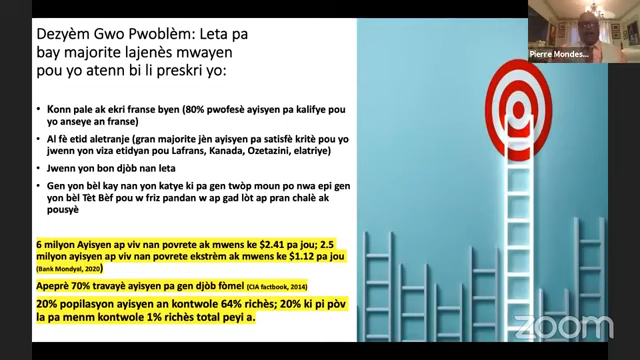 Dezyèm Gwo Pwoblèm: Leta pa
bay majorite lajenès mwayen
pou yo atenn bi li preskri yo:
• Konn pale ak ekri franse byen (80% pwofesè ayisyen pa kalifye pou
yo anseye an franse)
• Al fè etid aletranje (gran majorite jèn ayisyen pa satisfè kritè pou yo
jwenn yon viza etidyan pou Lafrans, Kanada, Ozetazini, elatriye)
• Jwenn yon bon djòb nan leta
• Gen yon bèl kay nan yon katye ki pa gen twòp moun po nwa epi gen
yon bèl Tèt Bèf pou w friz pandan w ap gad lòt ap pran chalè ak
pousyè
6 milyon Ayisyen ap viv nan povrete ak mwens ke $2.41 pa jou; 2.5
milyon ayisyen ap viv nan povrete ekstrèm ak mwens ke $1.12 pa jou
(Bank Mondyal, 2020)
Apeprè 70% travayè ayisyen pa gen djòb fòmel (CIA factbook, 2014)
20% popilasyon ayisyen an kontwole 64% richès; 20% ki pi pòv
la pa menm kontwole 1% richès total peyi a.
Pierre Mondes...
zoom